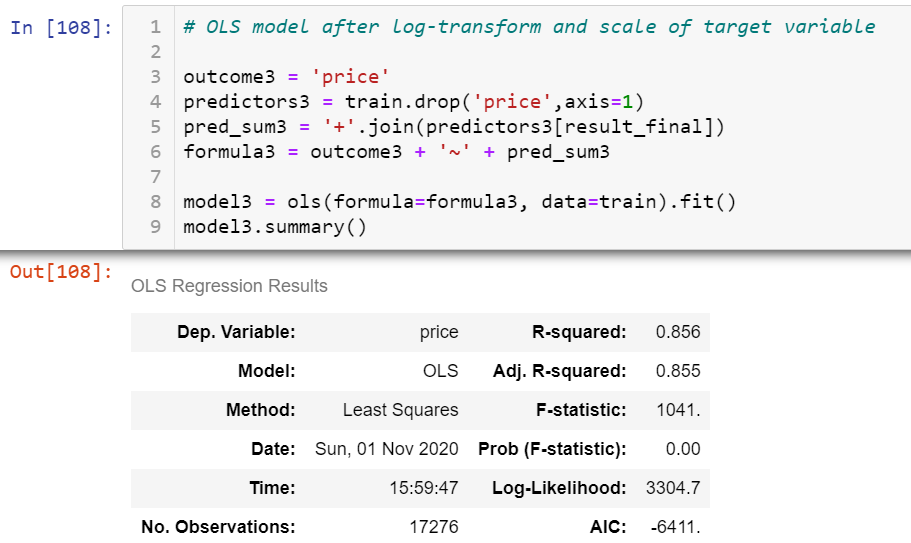 In [108]:
1 # OLS model after log-transform and scale of target variable
2
3 outcome3 = 'price'
4 predictors3 = train.drop('price',axis=1)
5 pred_sum3 = '+'.join(predictors3[result_final])
6 formula3 = outcome3 + '~' + pred_sum3
7
8 model3 = ols(formula=formula3, data=train).fit()
9 model3.summary()
Out[108]:
OLS Regression Results
Dep. Variable: price R-squared: 0.856
Model: OLS Adj. R-squared: 0.855
Method: Least Squares F-statistic: 1041.
Date: Sun, 01 Nov 2020 Prob (F-statistic): 0.00
Time: 15:59:47 Log-Likelihood: 3304.7
No. Observations: 17276 AIC: -6411.